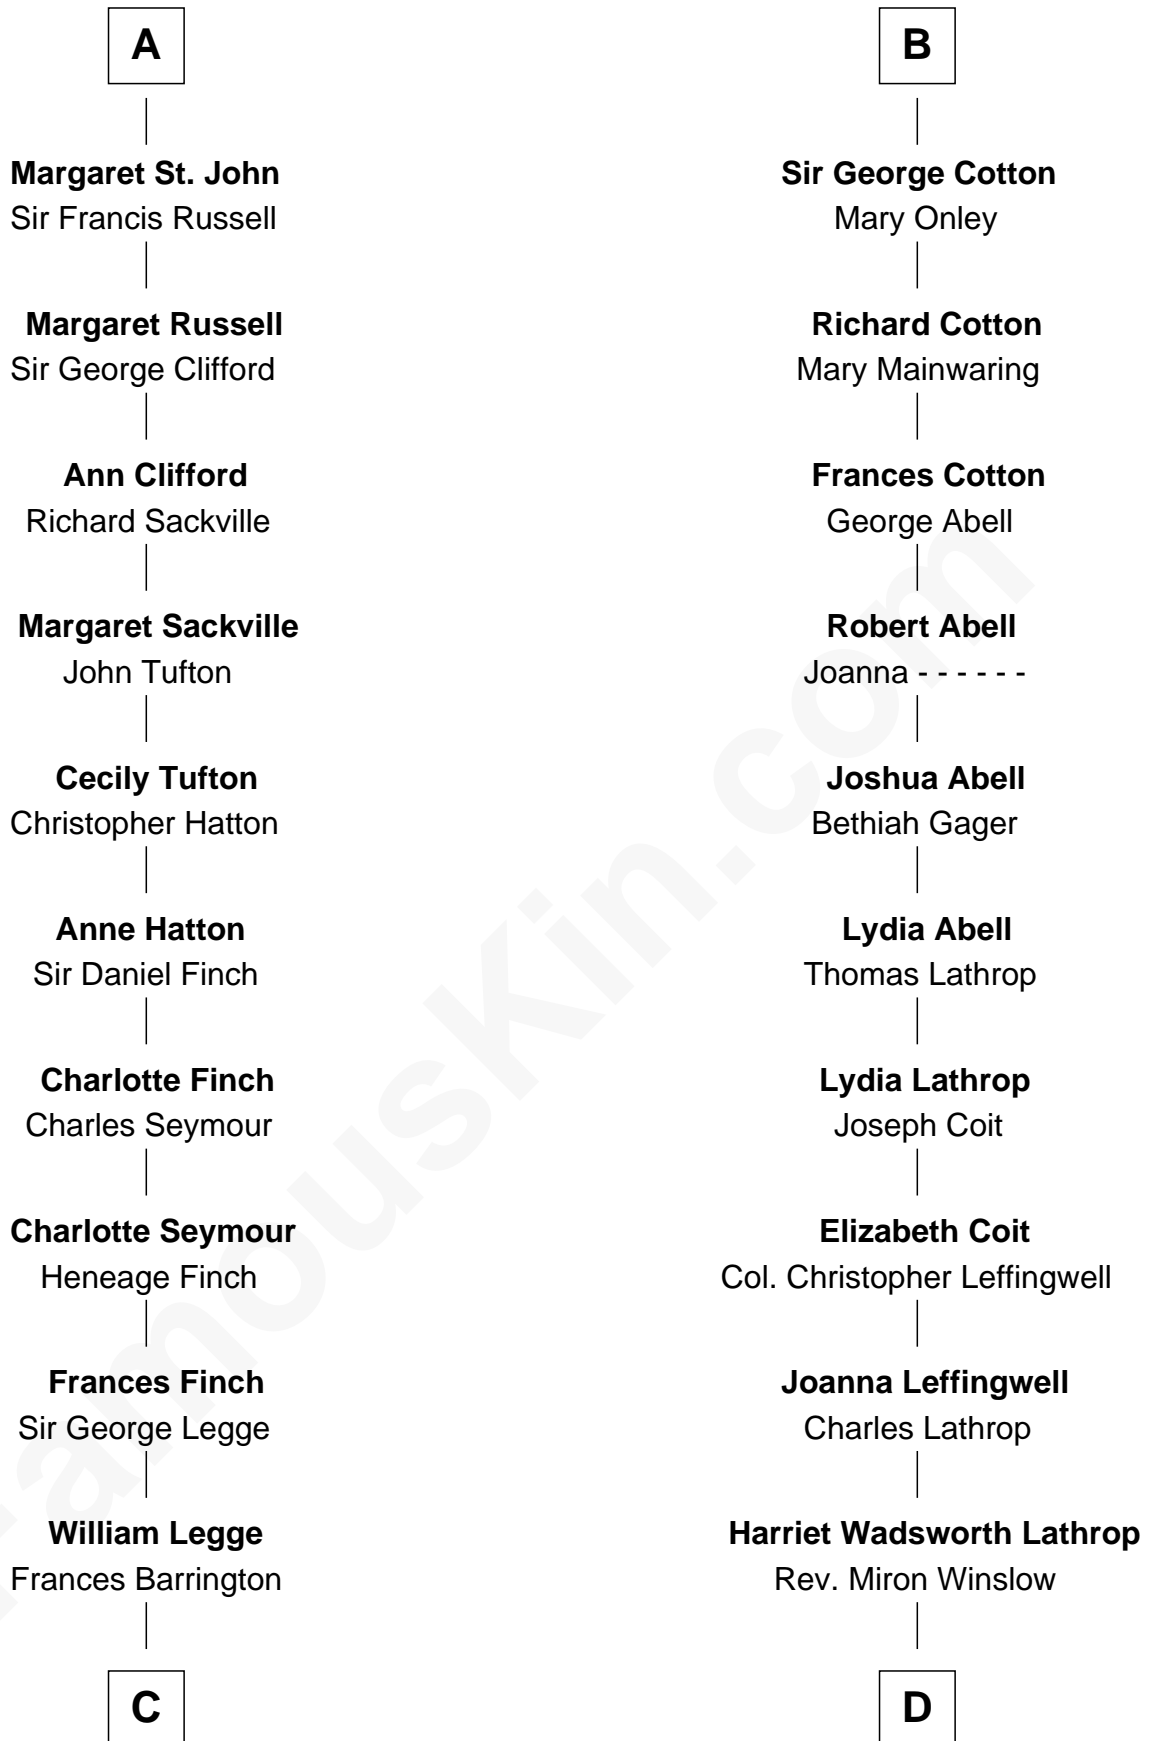 A
Margaret St. John
Sir Francis Russell
Margaret Russell
Sir George Clifford
Ann Clifford
Richard Sackville
Margaret Sackville
John Tufton
Cecily Tufton
Christopher Hatton
Anne Hatton
Sir Daniel Finch
Charlotte Finch
Charles Seymour
Charlotte Seymour
Heneage Finch
Frances Finch
Sir George Legge
William Legge
Frances Barrington
C
B
Sir George Cotton
Mary Onley
Richard Cotton
Mary Mainwaring
Frances Cotton
George Abell
Robert Abell
Joanna - - - - - -
Joshua Abell
Bethiah Gager
Lydia Abell
Thomas Lathrop
Lydia Lathrop
Joseph Coit
Elizabeth Coit
Col. Christopher Leffingwell
Joanna Leffingwell
Charles Lathrop
Harriet Wadsworth Lathrop
Rev. Miron Winslow
D
FamousKin.com